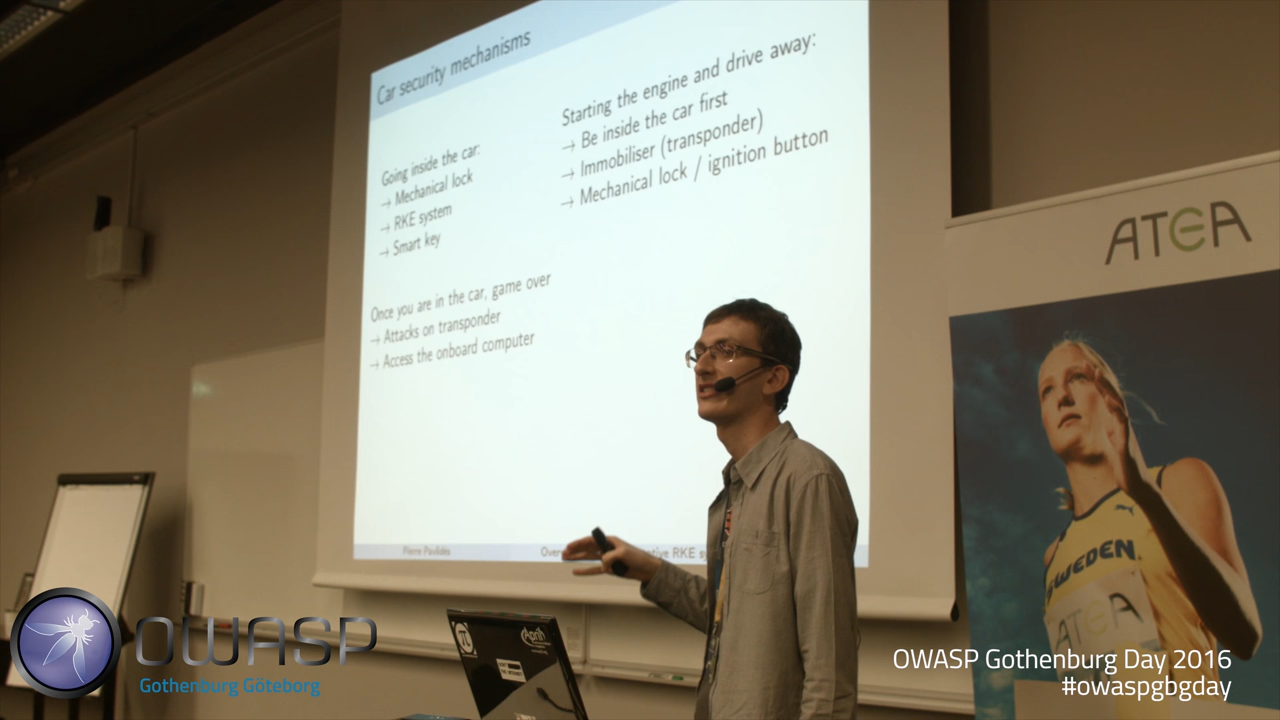 Car security mechanisms
Going inside the car:
→ Mechanical lock
→ RKE system
→ Smart key
Once you are in the car, game over
→ Attacks on transponder
→ Access the onboard computer
Starting the engine and drive away:
→ Be inside the car first
→ Immobiliser (transponder)
→ Mechanical lock / ignition button
Pierre Pavlidès
ATEA
SWEDEN
ATEA
π
April
OWASP
Gothenburg Göteborg
OWASP Gothenburg Day 2016
#owaspgbgday